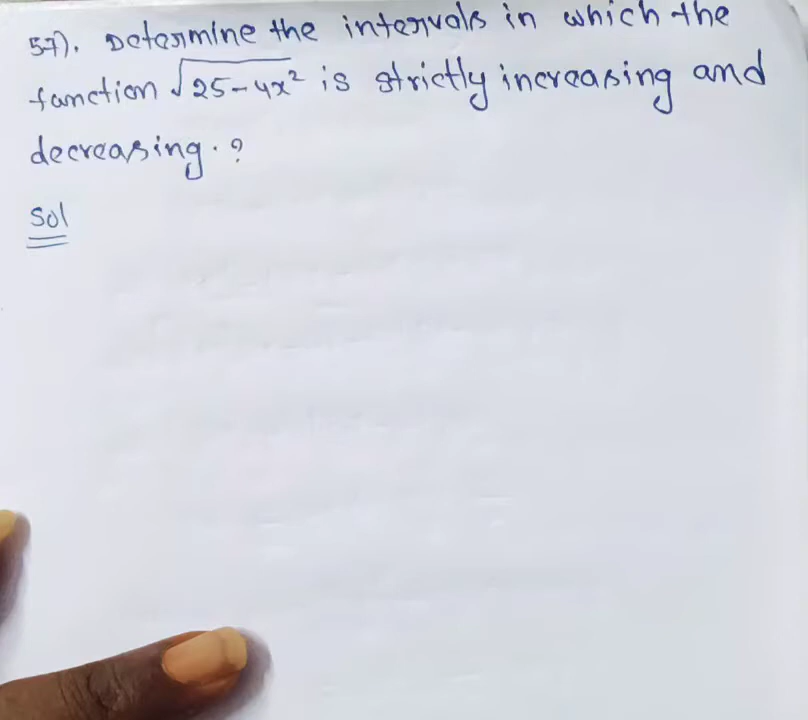 57). Determine the intervals in which the
function √25-4x² is strictly increasing and
decreasing.?
Sol